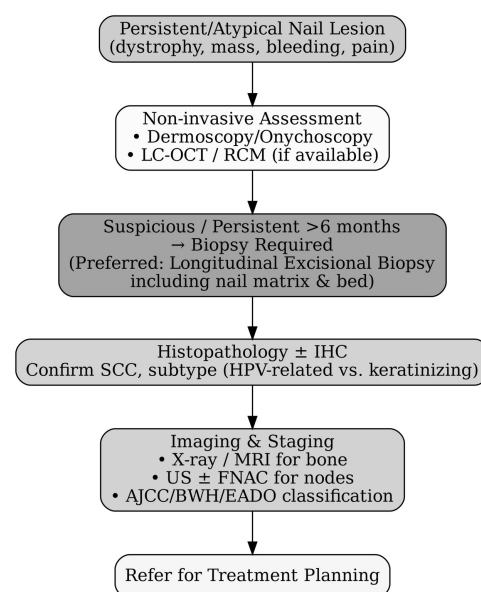 Persistent/Atypical Nail Lesion
(dystrophy, mass, bleeding, pain)
Non-invasive Assessment
• Dermoscopy/Onychoscopy
• LC-OCT / RCM (if available)
Suspicious / Persistent >6 months
→ Biopsy Required
(Preferred: Longitudinal Excisional Biopsy
including nail matrix & bed)
Histopathology ± IHC
Confirm SCC, subtype (HPV-related vs. keratinizing)
Imaging & Staging
• X-ray / MRI for bone
• US ± FNAC for nodes
• AJCC/BWH/EADO classification
Refer for Treatment Planning